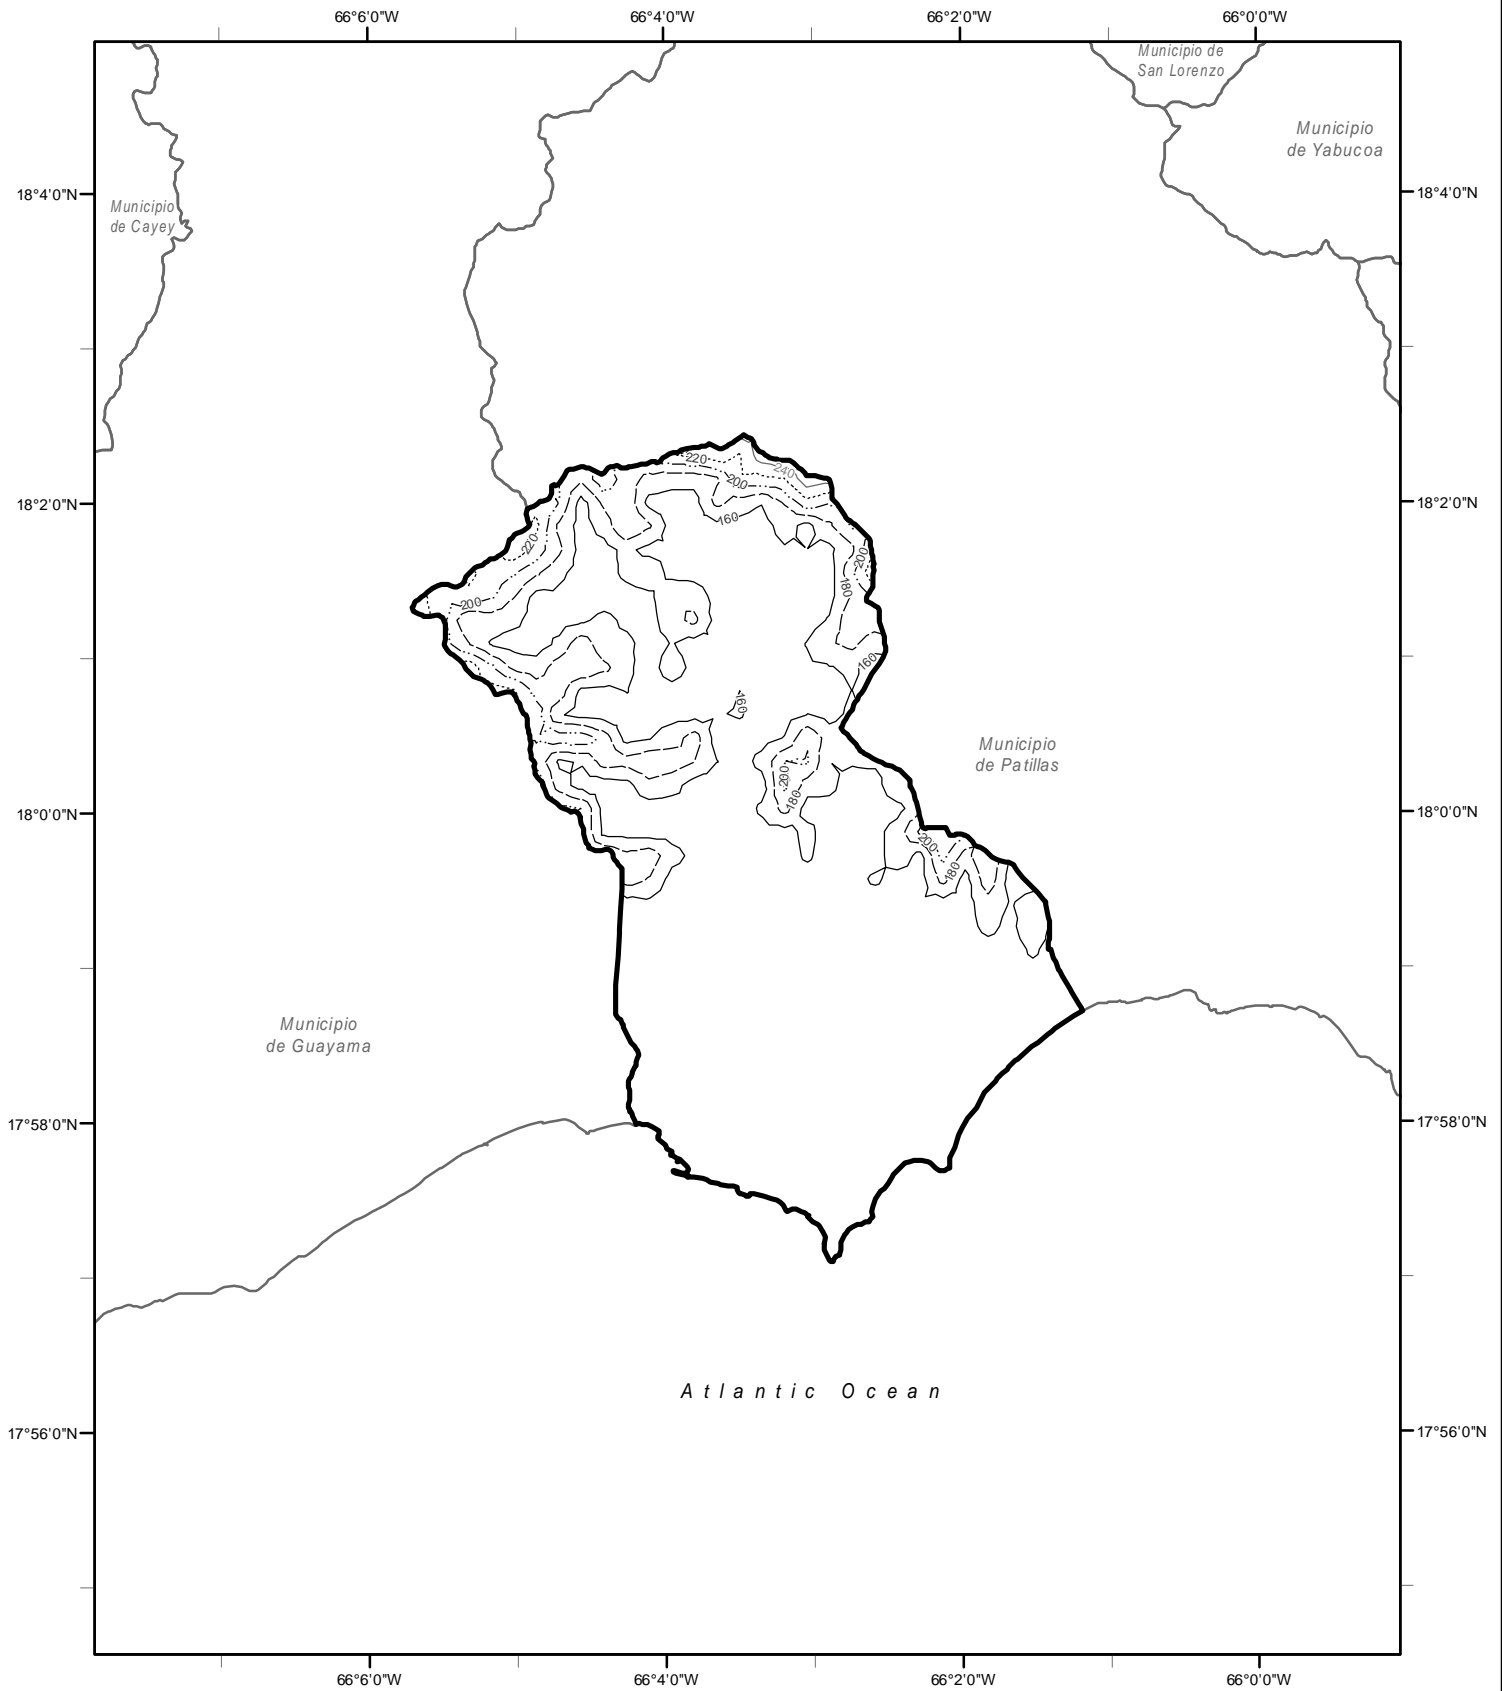 66°6'0"W
66°4'0"W
66°2'0"W
66°0'0"W
Municipio de
San Lorenzo
Municipio
de Yabucoa
18°4'0"N
18°4'0"N
Municipio
de Cayey
220
240
200
160
18°2'0"N
18°2'0"N
220
200
180
200
160
160
Municipio
de Patillas
200
180
18°0'0"N
18°0'0"N
200
180
Municipio
de Guayama
17°58'0"N
17°58'0"N
Atlantic Ocean
17°56'0"N
17°56'0"N
66°6'0"W
66°4'0"W
66°2'0"W
66°0'0"W